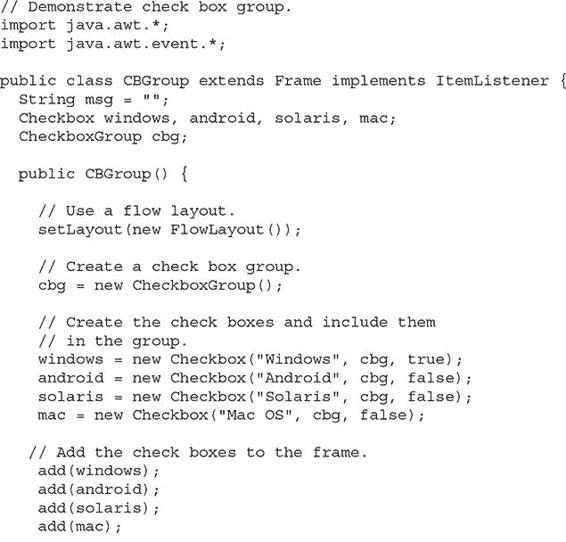 // Demonstrate check box group.
import java.awt.*;
import java.awt.event.*;

public class CBGroup extends Frame implements ItemListener {
  String msg = "";
  Checkbox windows, android, solaris, mac;
  CheckboxGroup cbg;

  public CBGroup() {

    // Use a flow layout.
    setLayout(new FlowLayout());

    // Create a check box group.
    cbg = new CheckboxGroup();

    // Create the check boxes and include them
    // in the group.
    windows = new Checkbox("Windows", cbg, true);
    android = new Checkbox("Android", cbg, false);
    solaris = new Checkbox("Solaris", cbg, false);
    mac = new Checkbox("Mac OS", cbg, false);

   // Add the check boxes to the frame.
    add(windows);
    add(android);
    add(solaris);
    add(mac);